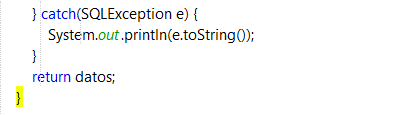 } catch(SQLException e) {
System.out.println(e.toString());
}
return datos;
}